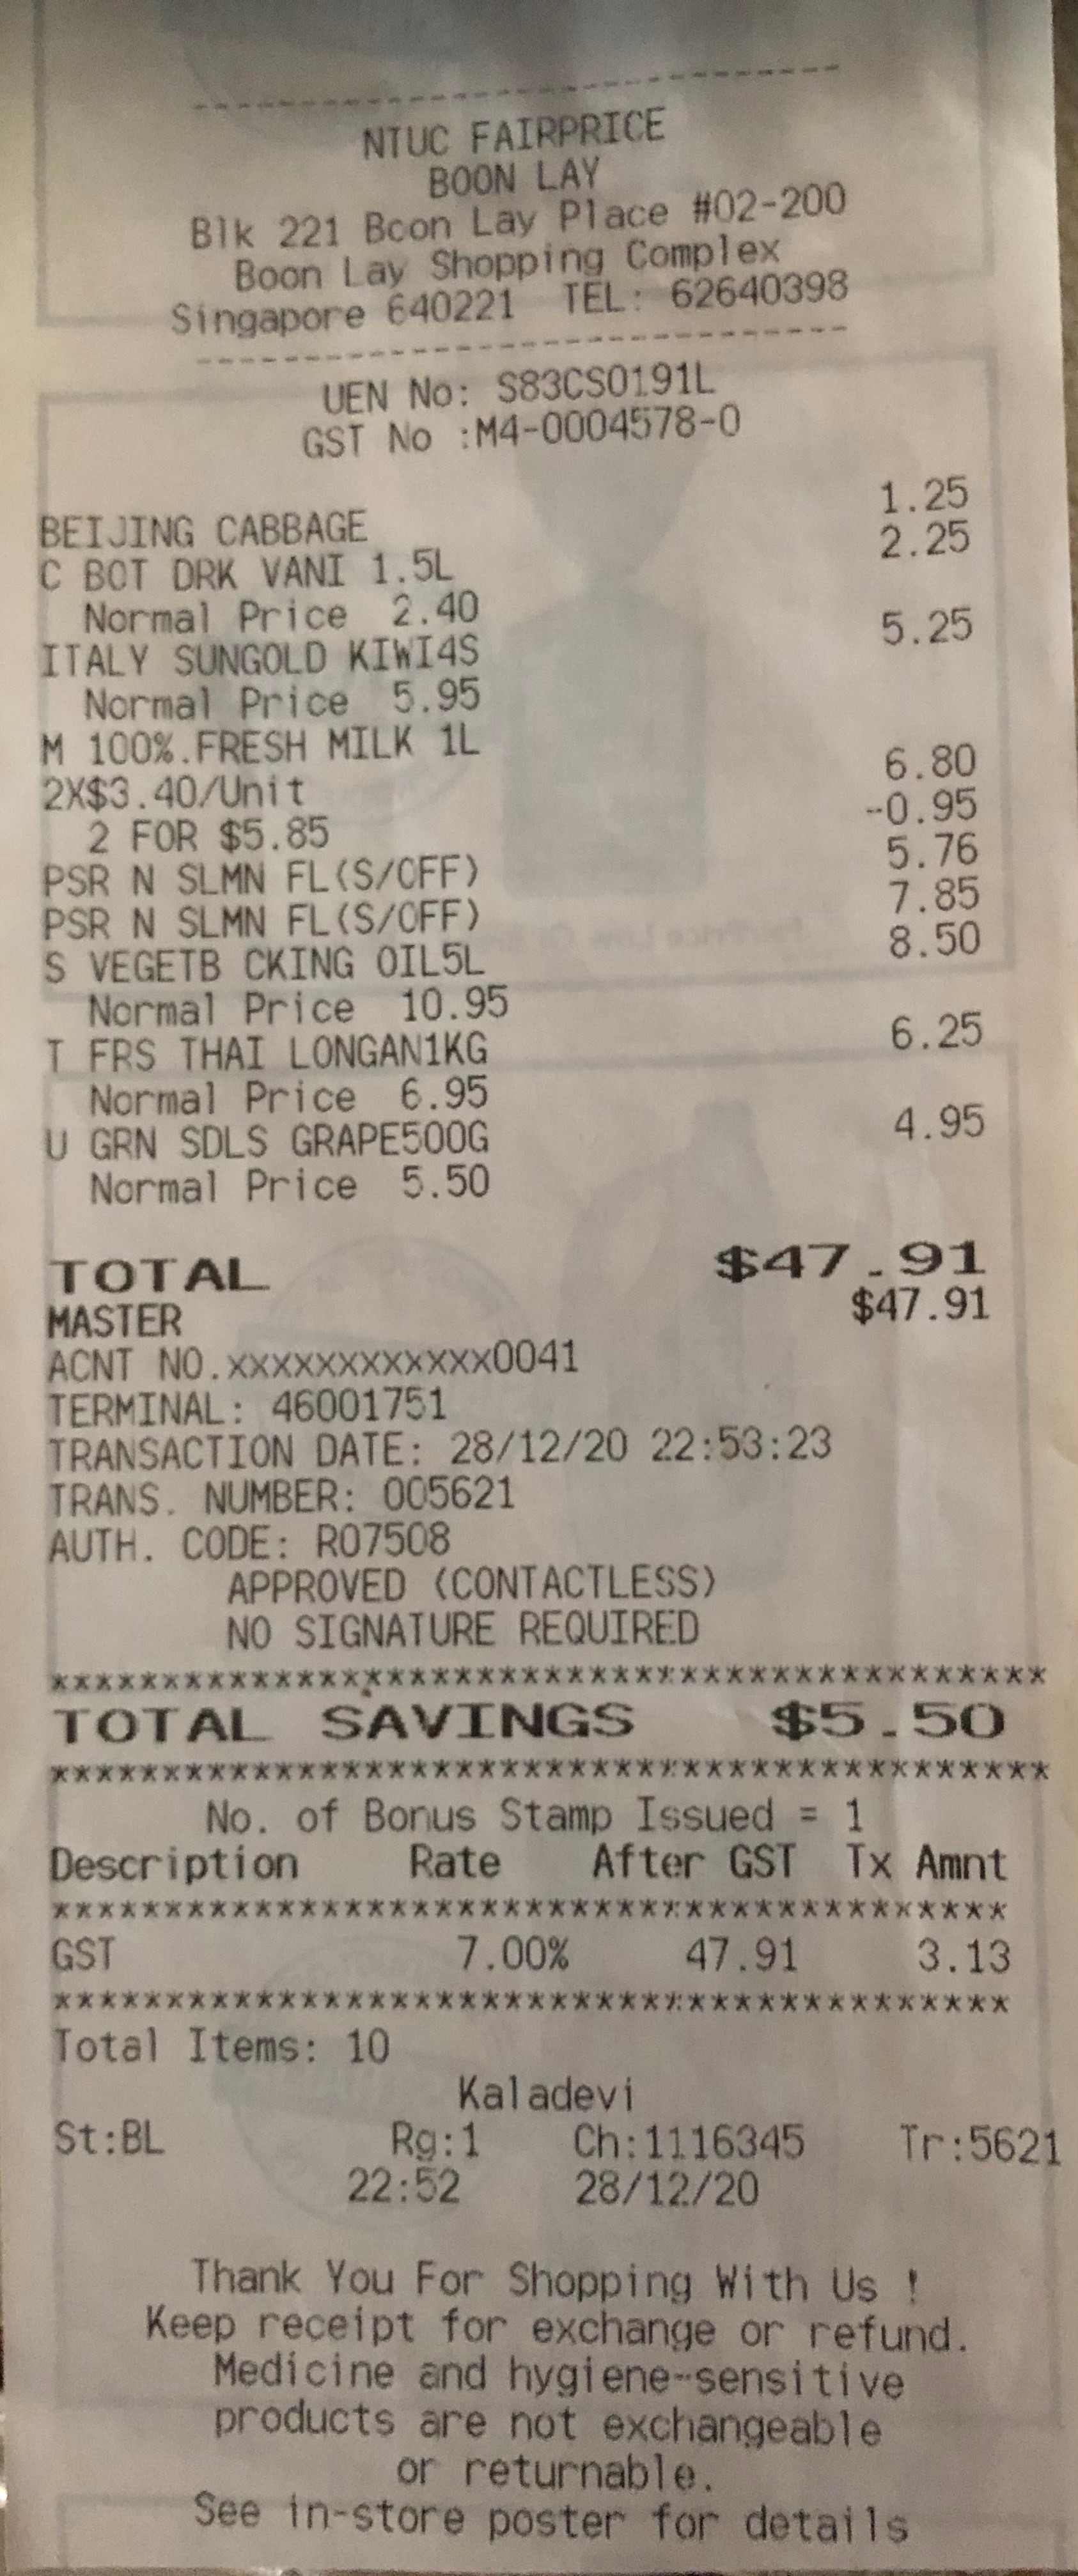 NTUC FAIRPRICE
BOON LAY
Blk 221 Boon Lay Place #02-200
Boon Lay Shopping Complex
Singapore 640221 TEL: 62640398
UEN No: S83CS0191L
GST No :M4-0004578-0
BEIJING CABBAGE 1.25
C BOT DRK VANI 1.5L 2.25
Normal Price 2.40
ITALY SUNGOLD KIWI4S 5.25
Normal Price 5.95
M 100%.FRESH MILK 1L
2X$3.40/Unit 6.80
2 FOR $5.85 -0.95
PSR N SLMN FL(S/OFF) 5.76
PSR N SLMN FL(S/OFF) 7.85
S VEGETB CKING OIL5L 8.50
Normal Price 10.95
T FRS THAI LONGAN1KG 6.25
Normal Price 6.95
U GRN SDLS GRAPE500G 4.95
Normal Price 5.50
TOTAL $47.91
MASTER $47.91
ACNT NO.xxxxxxxxxxxx0041
TERMINAL: 46001751
TRANSACTION DATE: 28/12/20 22:53:23
TRANS. NUMBER: 005621
AUTH. CODE: R07508
APPROVED (CONTACTLESS)
NO SIGNATURE REQUIRED
********************************************
TOTAL SAVINGS $5.50
********************************************
No. of Bonus Stamp Issued = 1
Description Rate After GST Tx Amnt
******************************************
GST 7.00% 47.91 3.13
******************************************
Total Items: 10
Kaladevi
St:BL Rg:1 Ch:1116345 Tr:5621
22:52 28/12/20
Thank You For Shopping With Us !
Keep receipt for exchange or refund.
Medicine and hygiene-sensitive
products are not exchangeable
or returnable.
See in-store poster for details